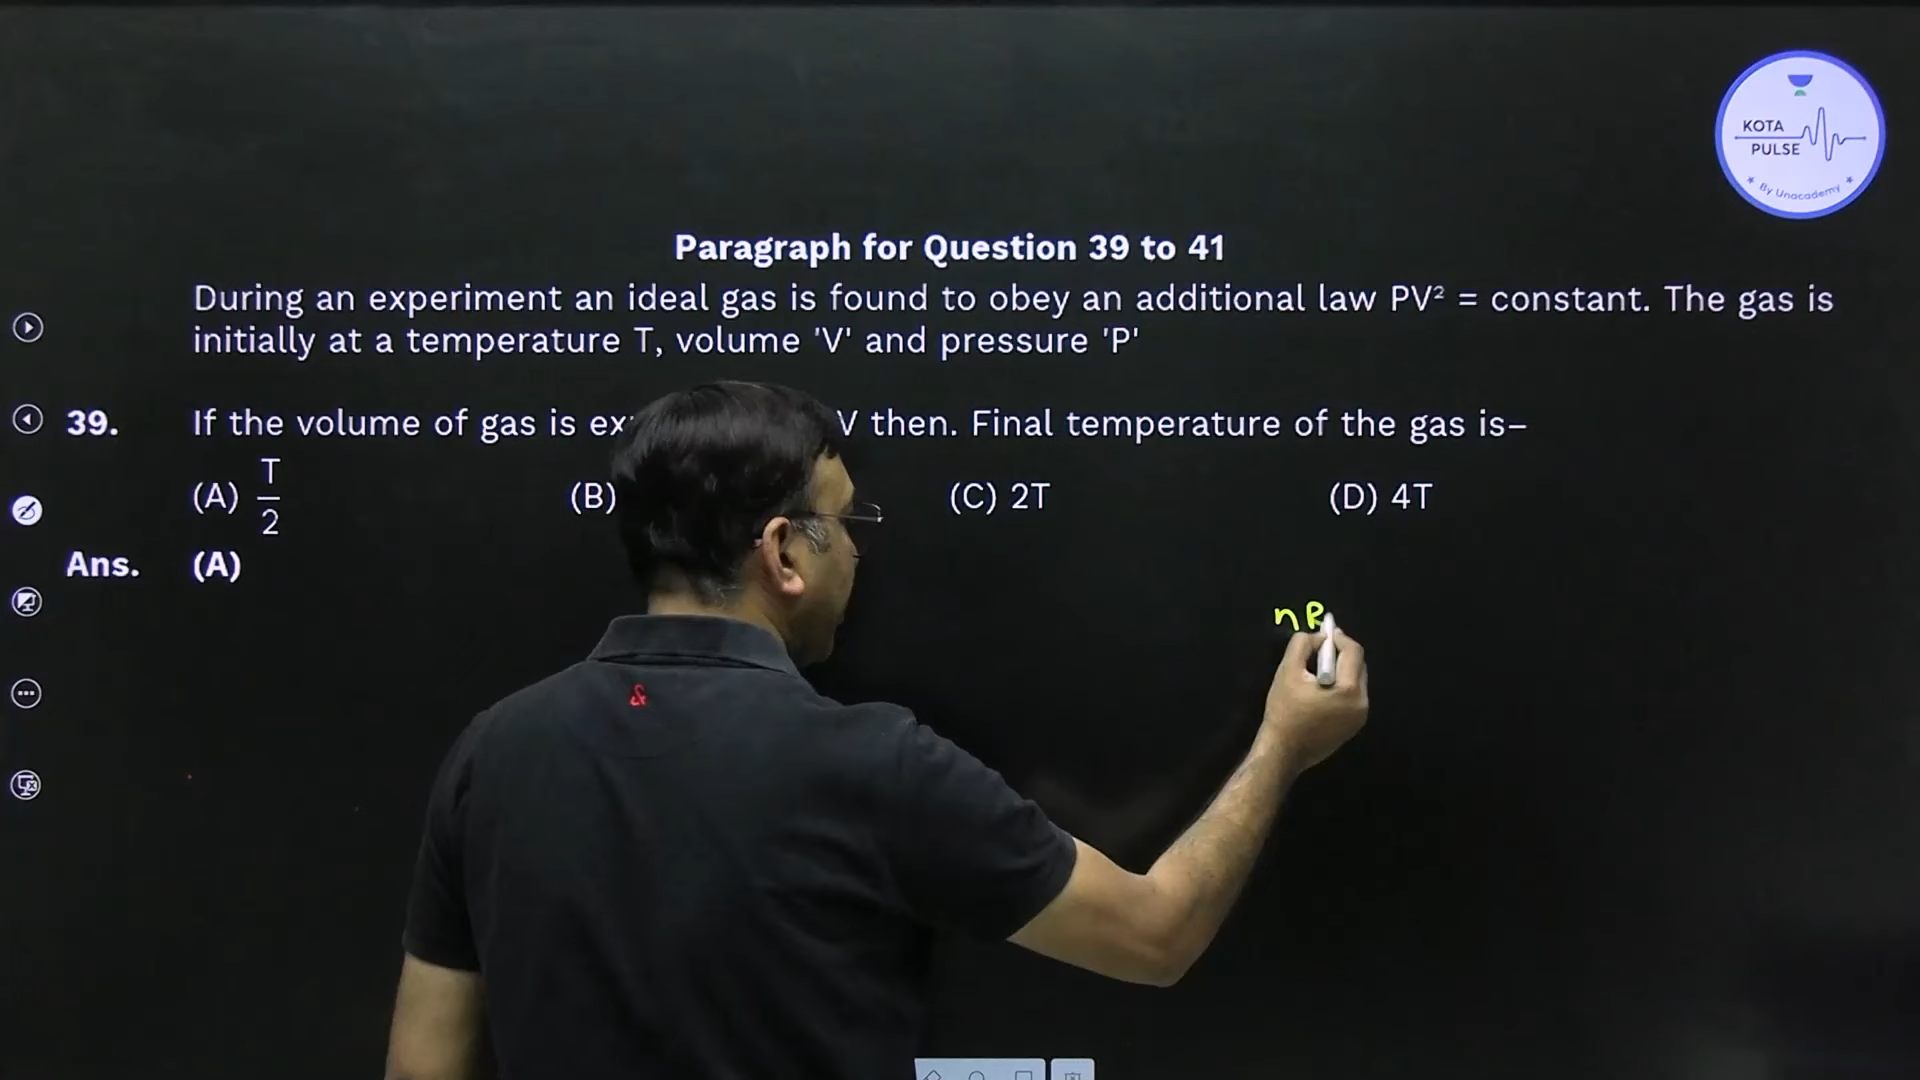 KOTA
PULSE
★ By Unacademy ★
Paragraph for Question 39 to 41
During an experiment an ideal gas is found to obey an additional law PV² = constant. The gas is
initially at a temperature T, volume 'V' and pressure 'P'
39. If the volume of gas is V then. Final temperature of the gas is–
(A) T/2 (B) (C) 2T (D) 4T
Ans. (A)
nR